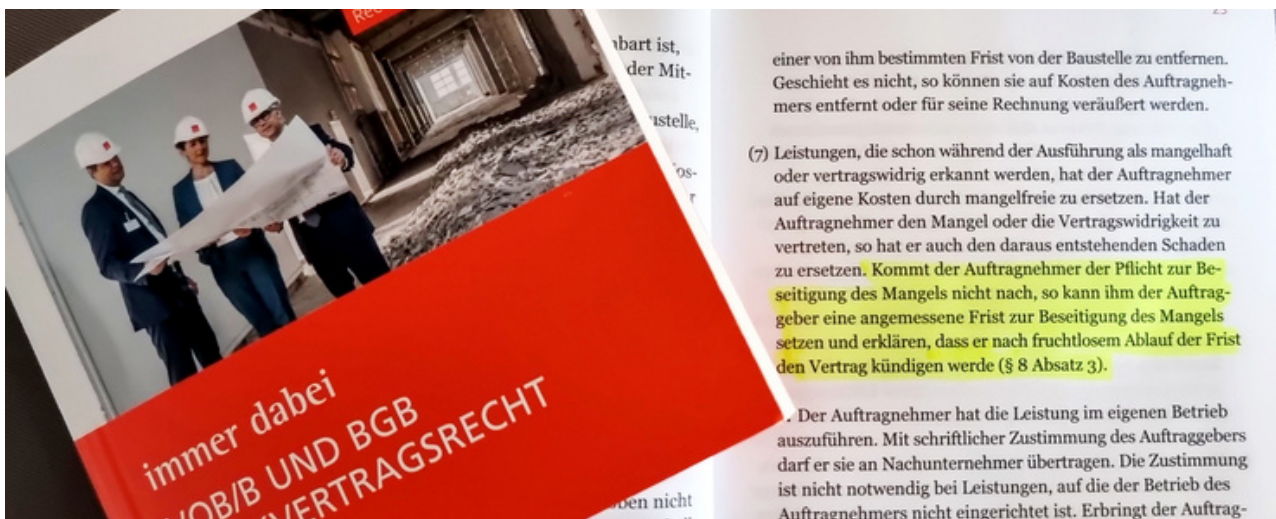 immer dabei
VOB/B UND BGB
VERTRAGSRECHT
bart ist,
der Mit-
ustelle,
os-
ben nicht
23
einer von ihm bestimmten Frist von der Baustelle zu entfernen.
Geschieht es nicht, so können sie auf Kosten des Auftragneh-
mers entfernt oder für seine Rechnung veräußert werden.
(7) Leistungen, die schon während der Ausführung als mangelhaft
oder vertragswidrig erkannt werden, hat der Auftragnehmer
auf eigene Kosten durch mangelfreie zu ersetzen. Hat der
Auftragnehmer den Mangel oder die Vertragswidrigkeit zu
vertreten, so hat er auch den daraus entstehenden Schaden
zu ersetzen. Kommt der Auftragnehmer der Pflicht zur Be-
seitigung des Mangels nicht nach, so kann ihm der Auftrag-
geber eine angemessene Frist zur Beseitigung des Mangels
setzen und erklären, dass er nach fruchtlosem Ablauf der Frist
den Vertrag kündigen werde (§ 8 Absatz 3).
. Der Auftragnehmer hat die Leistung im eigenen Betrieb
auszuführen. Mit schriftlicher Zustimmung des Auftraggebers
darf er sie an Nachunternehmer übertragen. Die Zustimmung
ist nicht notwendig bei Leistungen, auf die der Betrieb des
Auftragnehmers nicht eingerichtet ist. Erbringt der Auftrag-